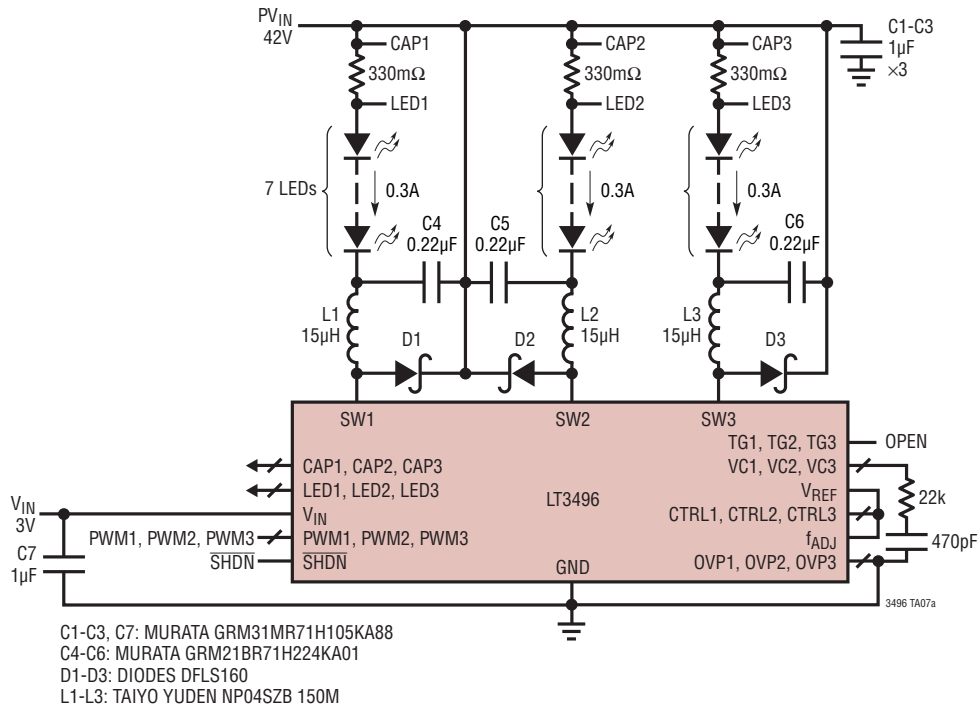 PVIN
42V
CAP1
CAP2
CAP3
C1-C3
1µF
×3
330mΩ
330mΩ
330mΩ
LED1
LED2
LED3
7 LEDs
0.3A
0.3A
0.3A
C4
0.22µF
C5
0.22µF
C6
0.22µF
L1
15µH
L2
15µH
L3
15µH
D1
D2
D3
SW1
SW2
SW3
TG1, TG2, TG3
OPEN
CAP1, CAP2, CAP3
VC1, VC2, VC3
LED1, LED2, LED3
LT3496
VREF
22k
VIN
3V
VIN
CTRL1, CTRL2, CTRL3
PWM1, PWM2, PWM3
PWM1, PWM2, PWM3
fADJ
470pF
C7
1µF
SHDN
SHDN
GND
OVP1, OVP2, OVP3
3496 TA07a
C1-C3, C7: MURATA GRM31MR71H105KA88
C4-C6: MURATA GRM21BR71H224KA01
D1-D3: DIODES DFLS160
L1-L3: TAIYO YUDEN NP04SZB 150M